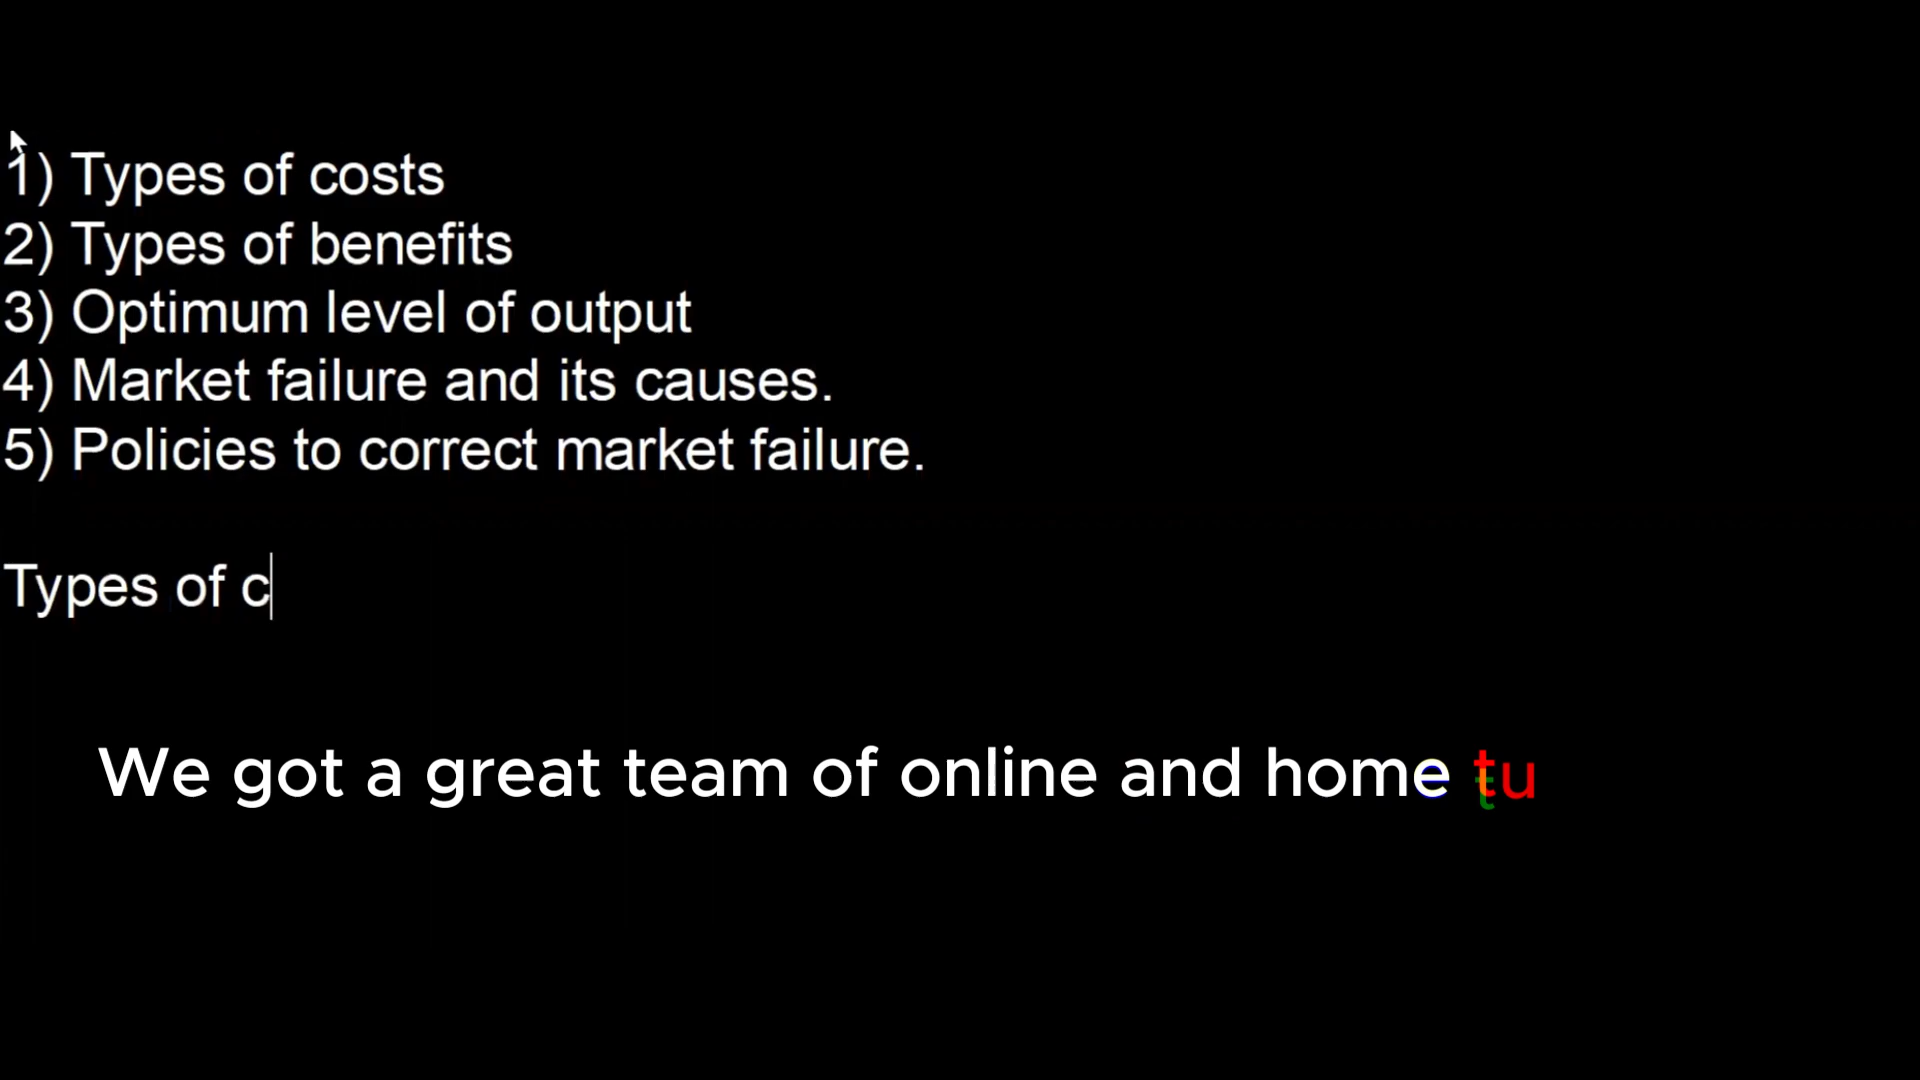 1) Types of costs
2) Types of benefits
3) Optimum level of output
4) Market failure and its causes.
5) Policies to correct market failure.
Types of c
We got a great team of online and home tu